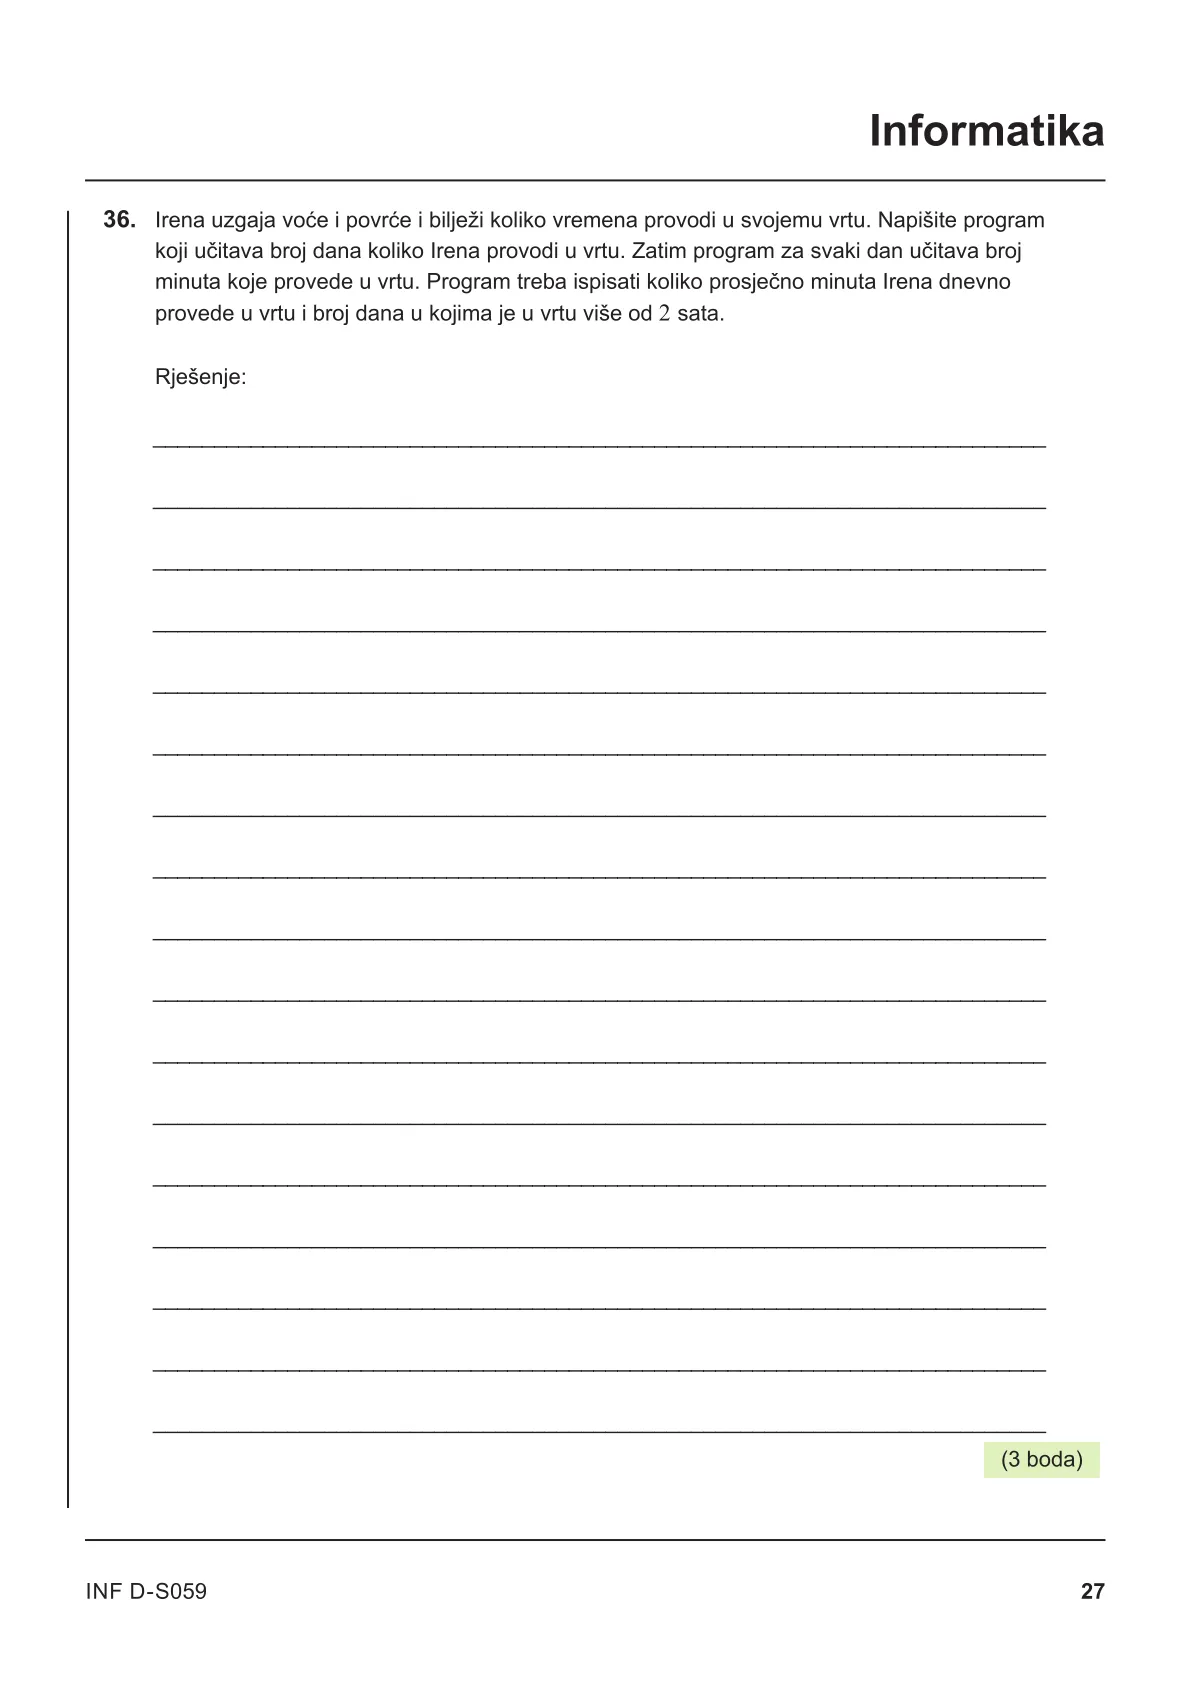 Informatika
36. Irena uzgaja voće i povrće i bilježi koliko vremena provodi u svojemu vrtu. Napišite program
koji učitava broj dana koliko Irena provodi u vrtu. Zatim program za svaki dan učitava broj
minuta koje provede u vrtu. Program treba ispisati koliko prosječno minuta Irena dnevno
provede u vrtu i broj dana u kojima je u vrtu više od 2 sata.
Rješenje:
(3 boda)
INF D-S059
27